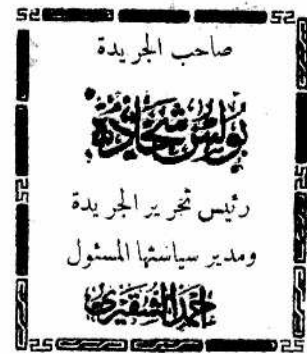 صاحب الجريدة
بولس شحادة
رئيس تحرير الجريدة
ومدير سياستها المسئول
احمد الشقيري